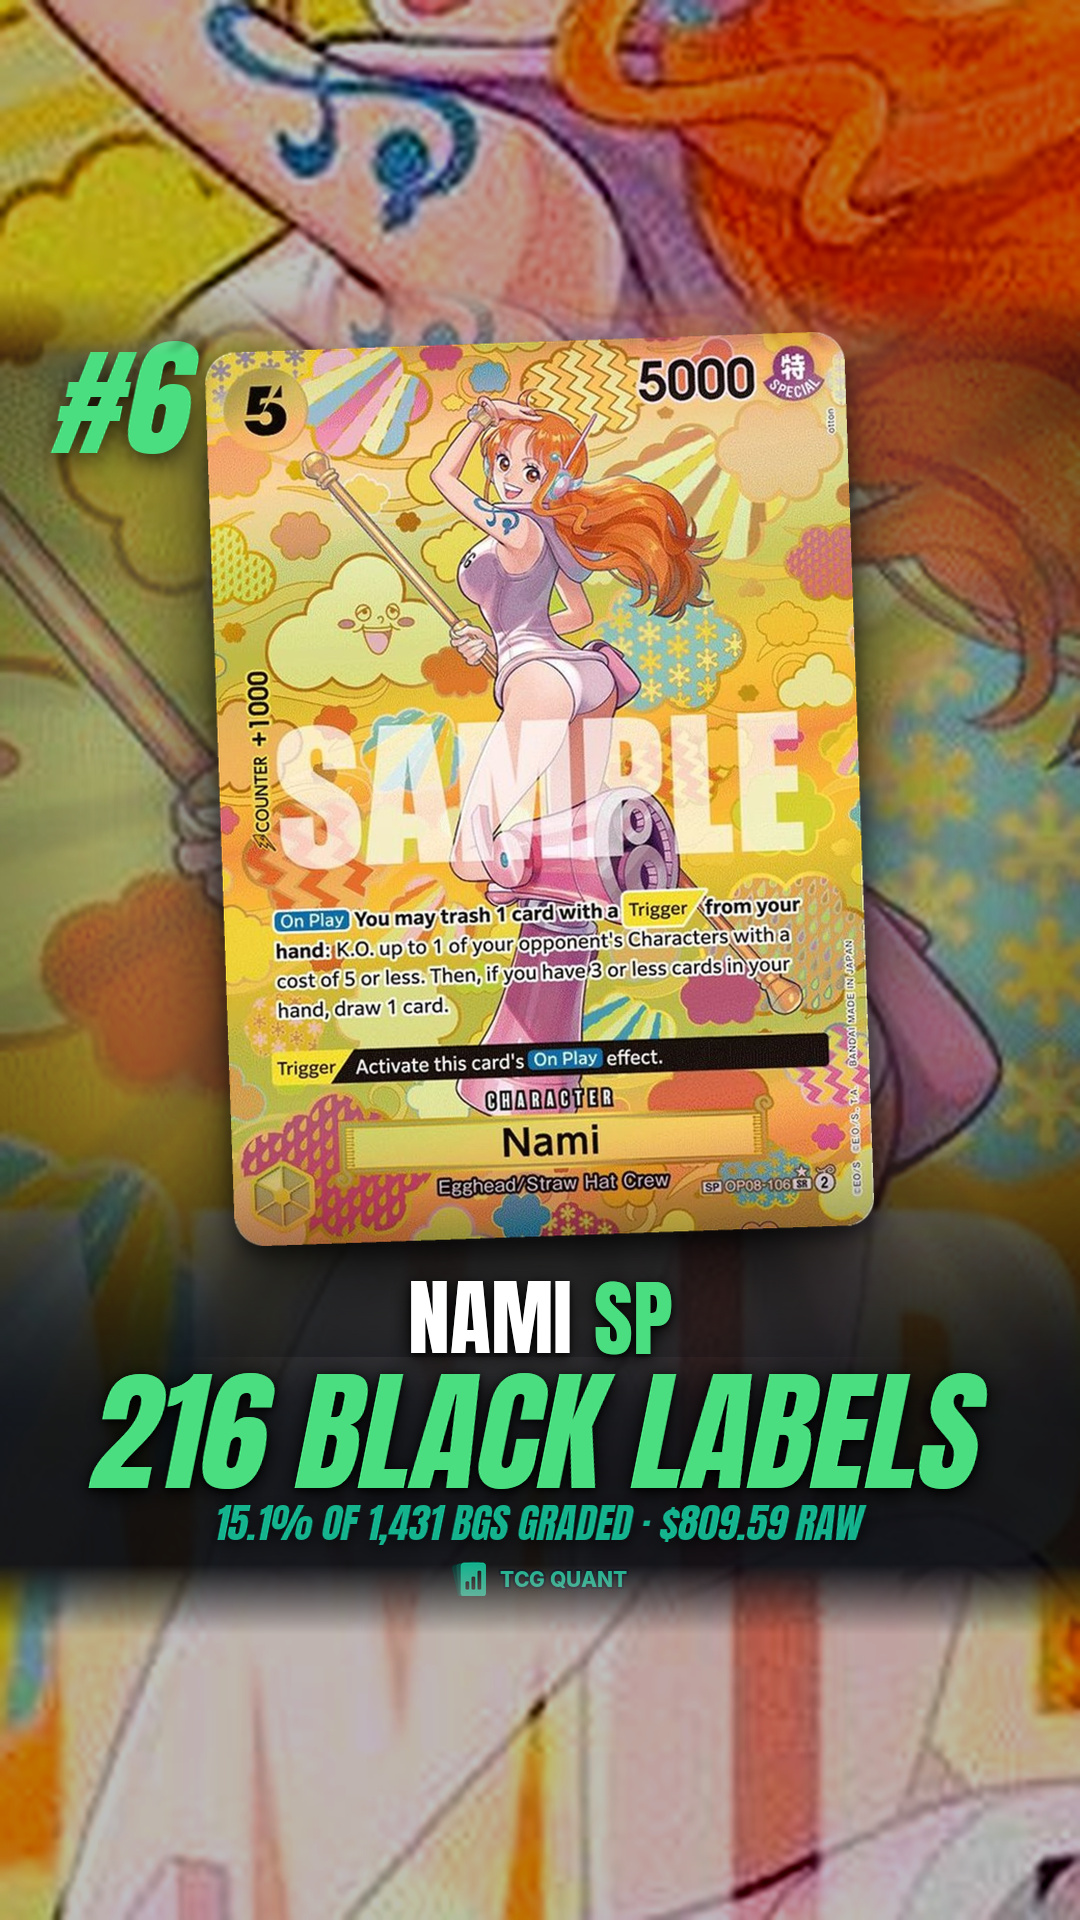 #6
5
5000
特
SPECIAL
otton
COUNTER +1000
SAMPLE
On Play You may trash 1 card with a Trigger from your
hand: K.O. up to 1 of your opponent's Characters with a
cost of 5 or less. Then, if you have 3 or less cards in your
hand, draw 1 card.
Trigger Activate this card's On Play effect.
CHARACTER
Nami
Egghead/Straw Hat Crew
SP OP08-106 SR 2
©E.O/S. ©E.O./S., T.A. BANDAI MADE IN JAPAN
NAMI SP
216 BLACK LABELS
15.1% OF 1,431 BGS GRADED · $809.59 RAW
TCG QUANT